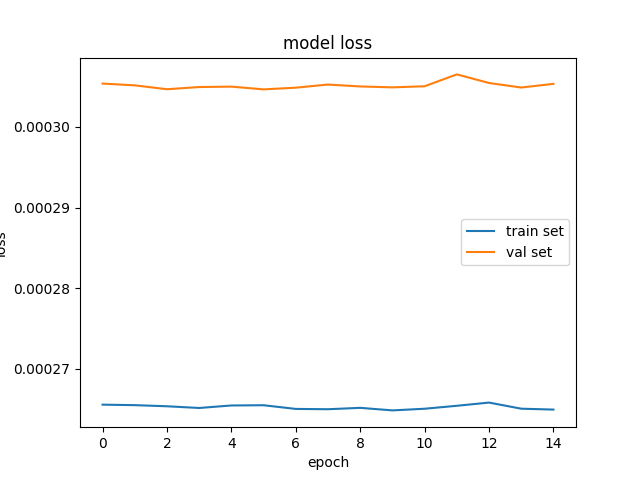 model loss
0.00030
0.00029
0.00028
0.00027
loss
train set
val set
0 2 4 6 8 10 12 14
epoch